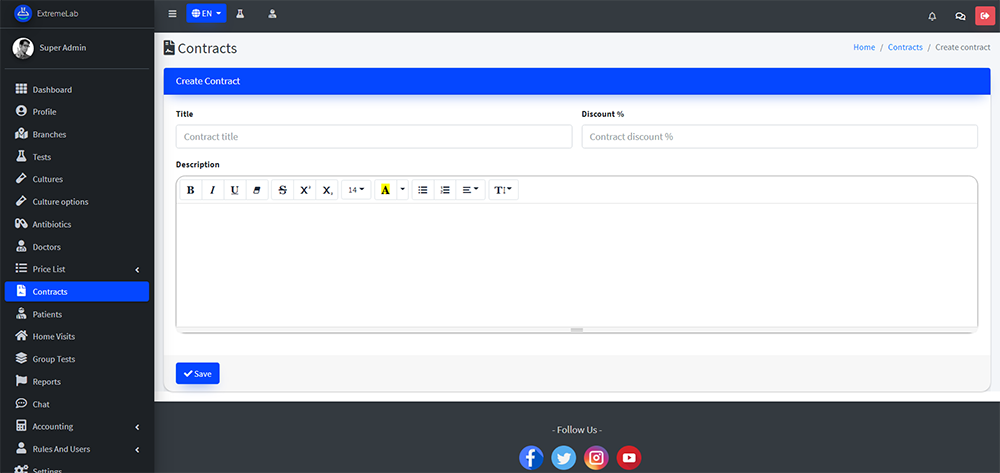 ExtremeLab
EN
Super Admin
Contracts
Home / Contracts / Create contract
Create Contract
Dashboard
Profile
Branches
Tests
Cultures
Culture options
Antibiotics
Doctors
Price List
Contracts
Patients
Home Visits
Group Tests
Reports
Chat
Accounting
Rules And Users
Settings
Title
Discount %
Contract title
Contract discount %
Description
B I U S X² X₂ 14 A T
Save
- Follow Us -